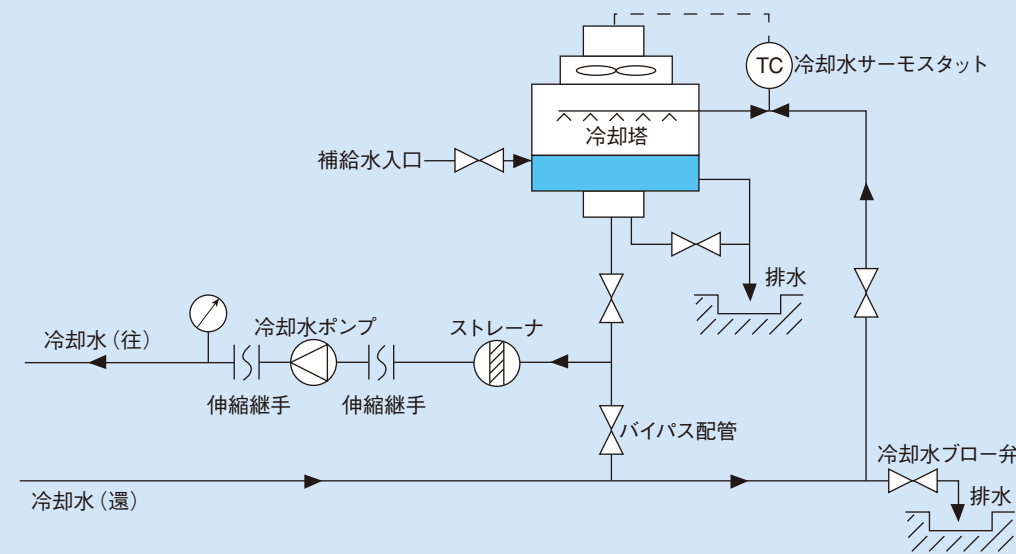 TC
冷却水サーモスタット
冷却塔
補給水入口
排水
冷却水（往）
冷却水ポンプ
ストレーナ
伸縮継手
伸縮継手
バイパス配管
冷却水ブロー弁
冷却水（還）
排水